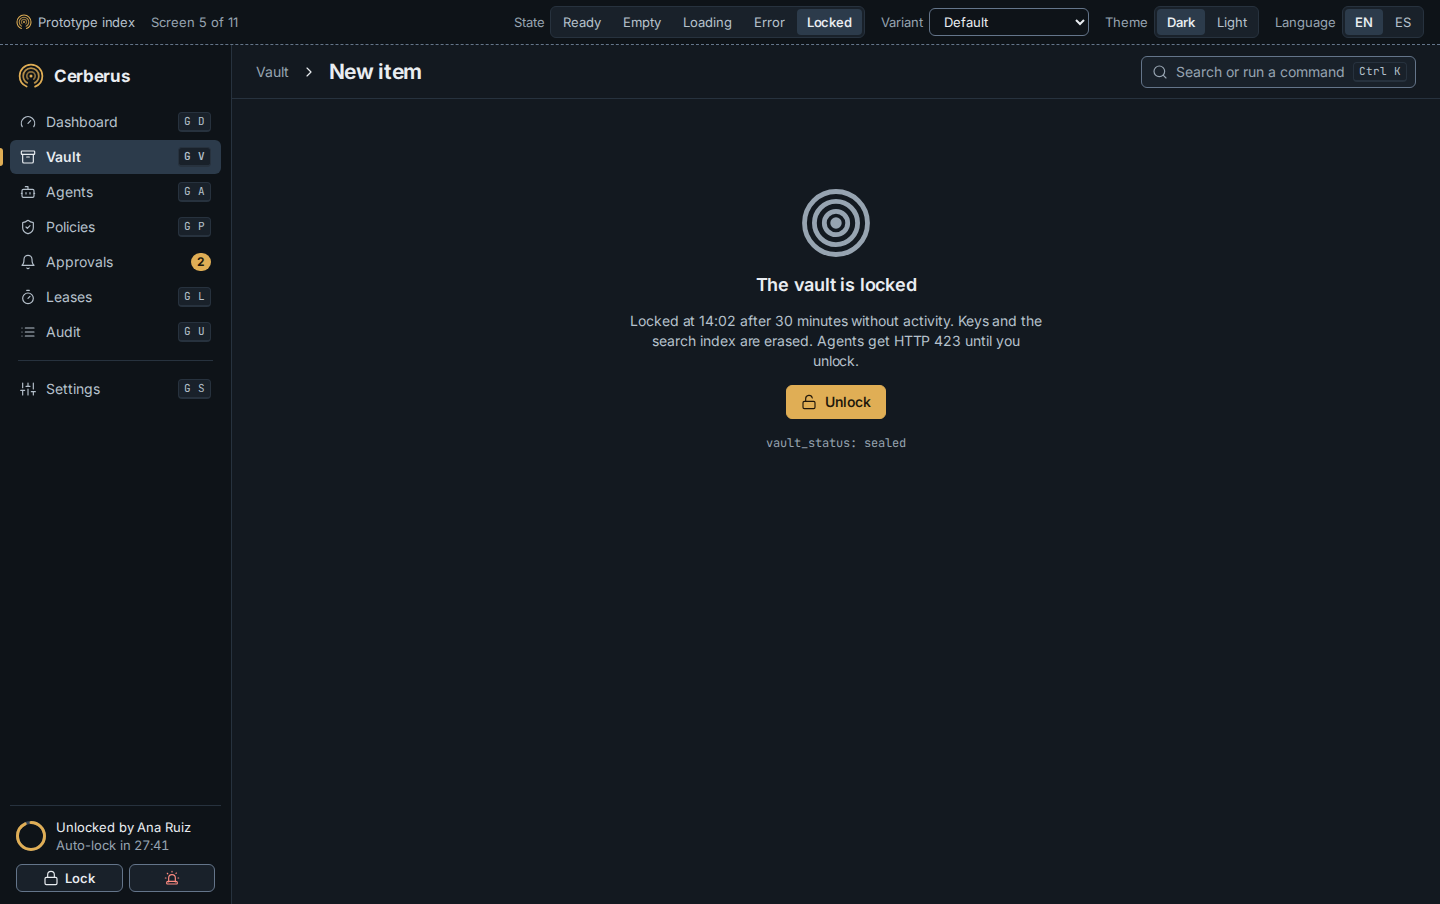 Prototype index
Screen 5 of 11
State
Ready
Empty
Loading
Error
Locked
Variant
Default
Theme
Dark
Light
Language
EN
ES
Cerberus
Dashboard
G D
Vault
G V
Agents
G A
Policies
G P
Approvals
2
Leases
G L
Audit
G U
Settings
G S
Unlocked by Ana Ruiz
Auto-lock in 27:41
Lock
Vault
New item
Search or run a command
Ctrl K
The vault is locked
Locked at 14:02 after 30 minutes without activity. Keys and the
search index are erased. Agents get HTTP 423 until you
unlock.
Unlock
vault_status: sealed